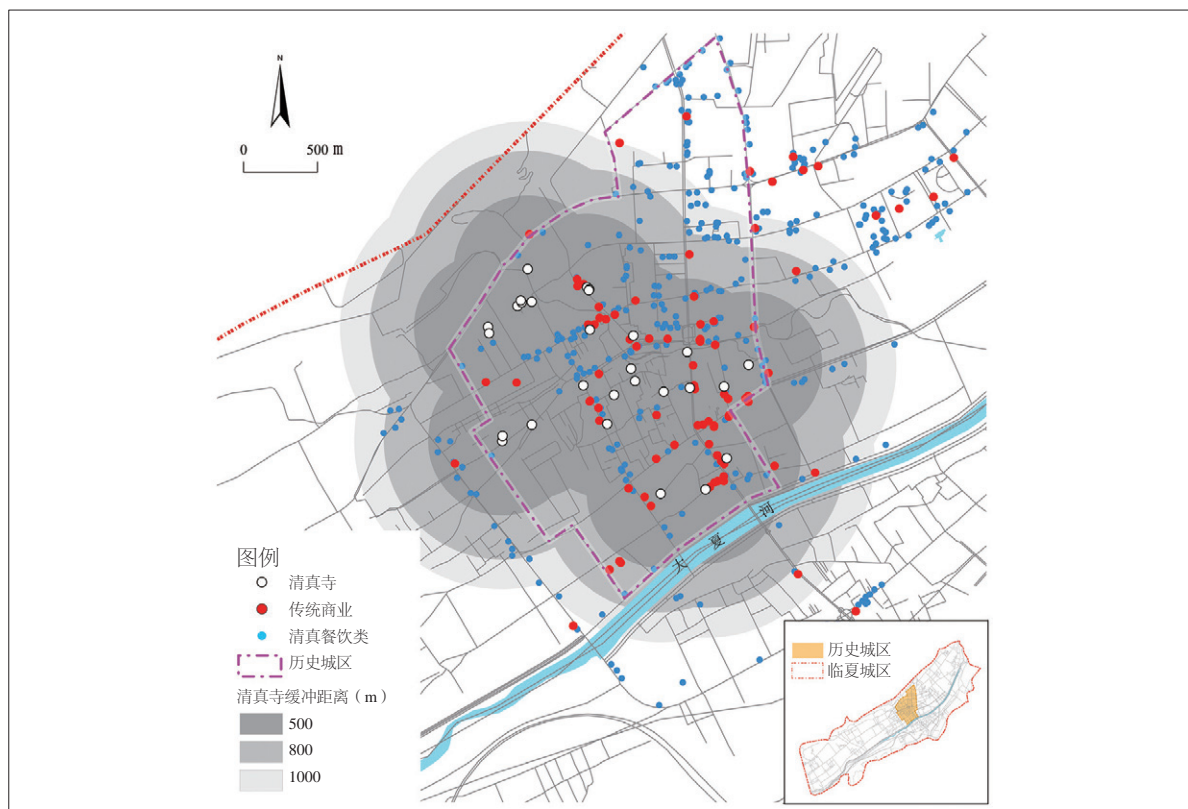 N
0 500 m
大夏河
图例
清真寺
传统商业
清真餐饮类
历史城区
清真寺缓冲距离（m）
500
800
1000
历史城区
临夏城区